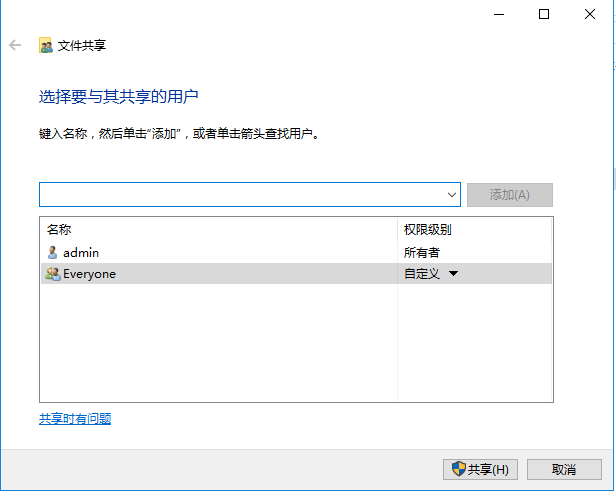 文件共享
选择要与其共享的用户
键入名称，然后单击“添加”，或者单击箭头查找用户。
添加(A)
名称 权限级别
admin 所有者
Everyone 自定义
共享时有问题
共享(H) 取消